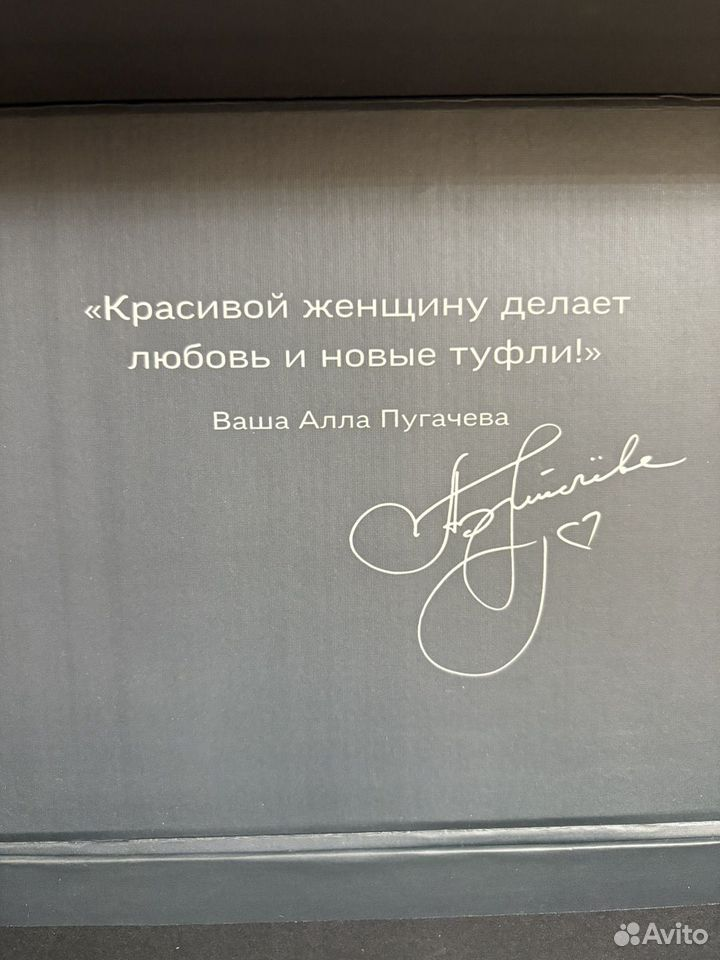 «Красивой женщину делает
любовь и новые туфли!»
Ваша Алла Пугачева
Avito